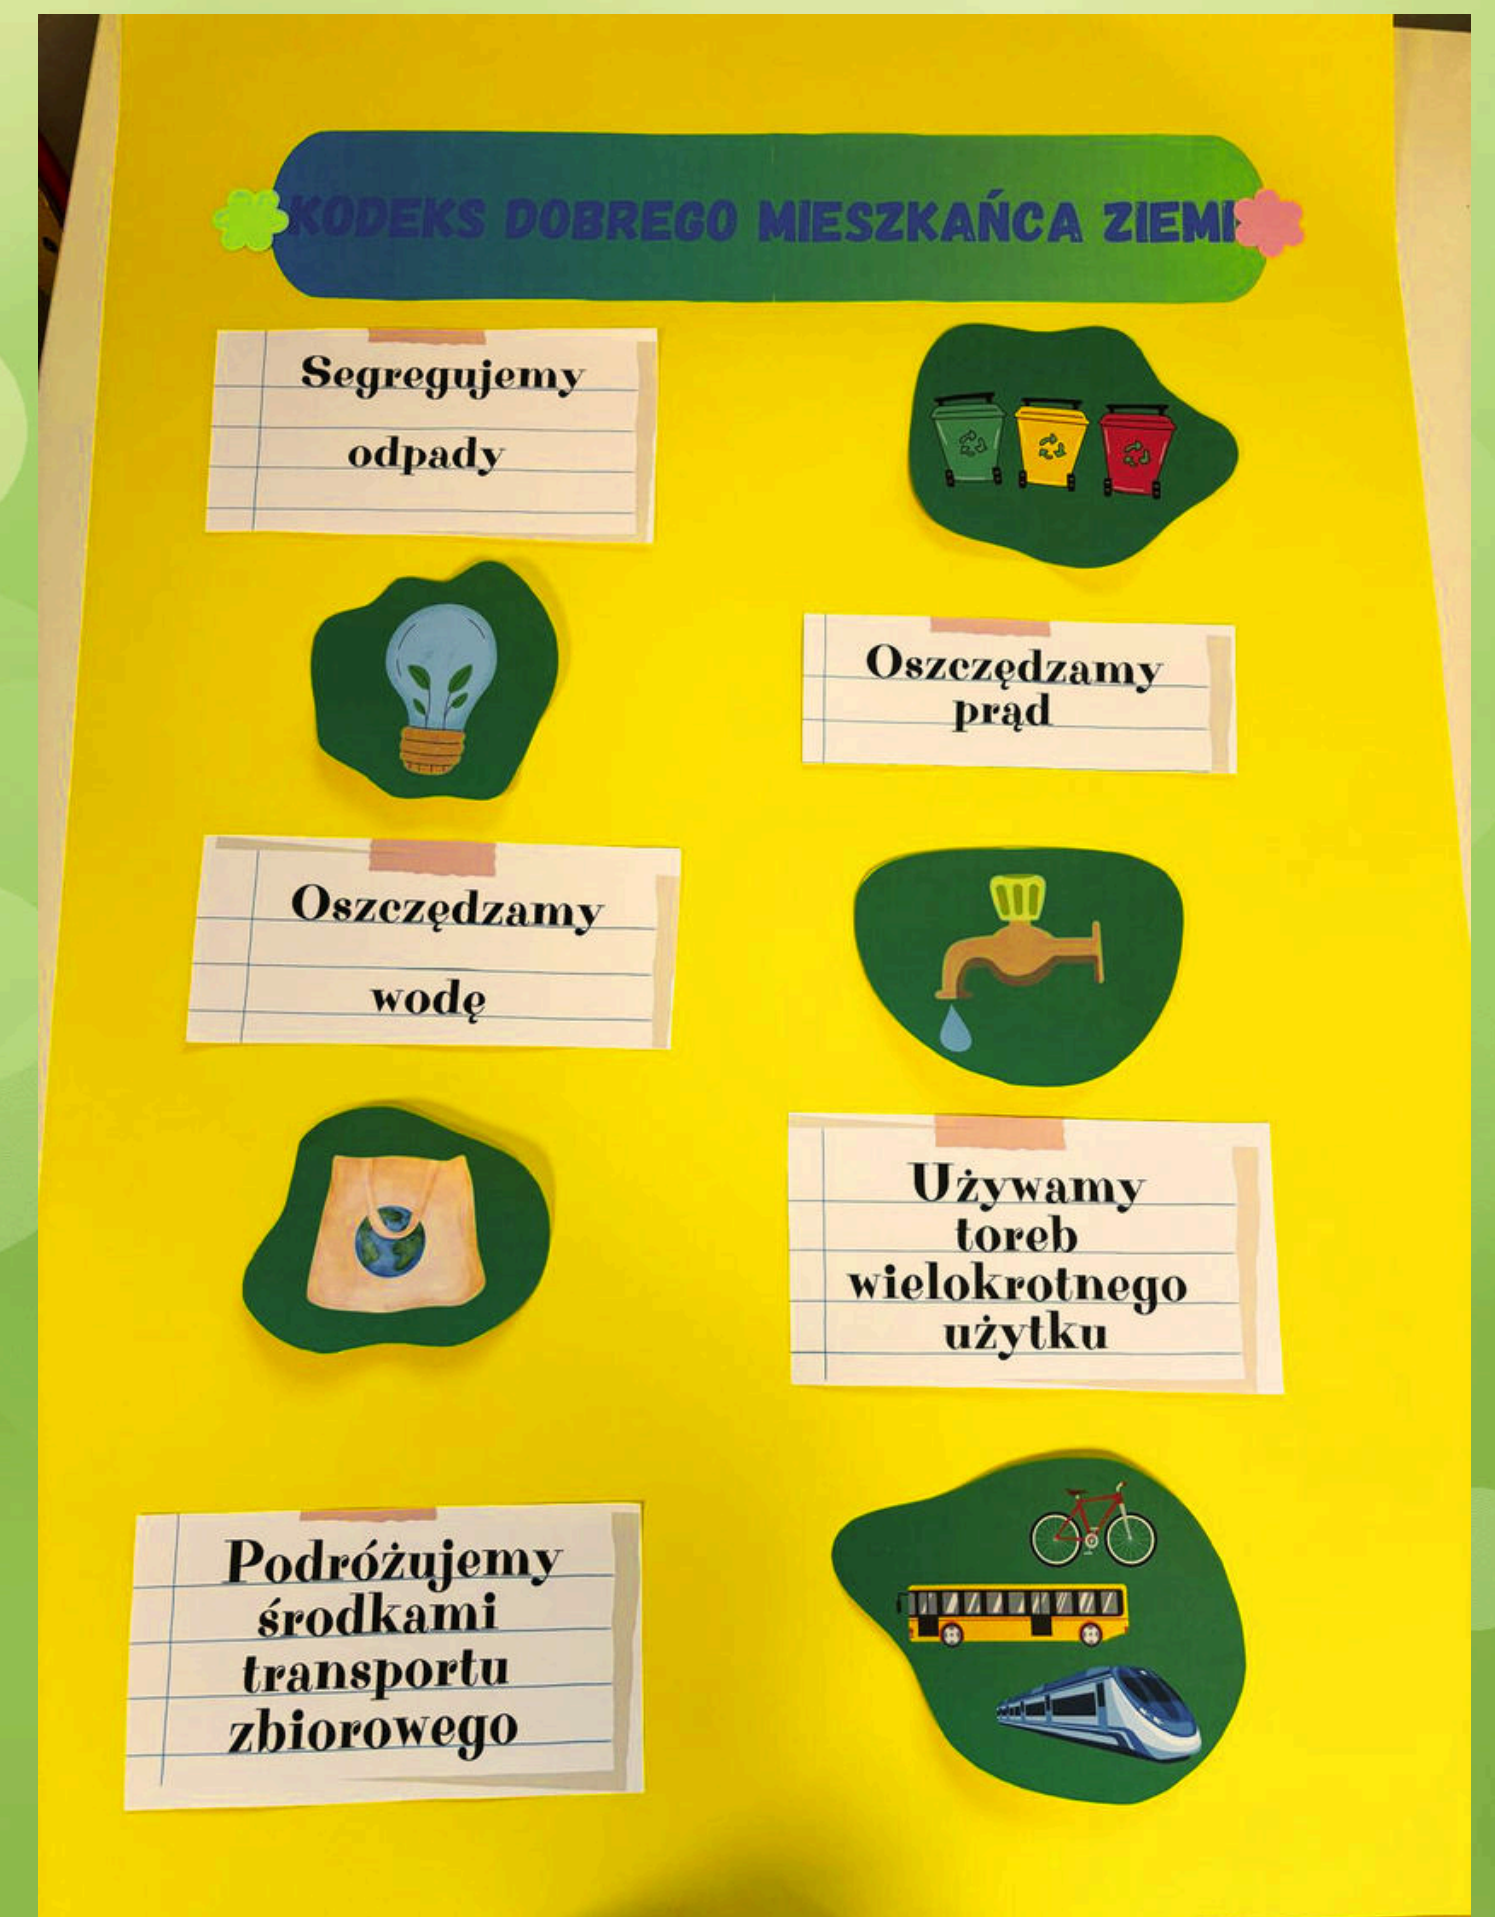 KODEKS DOBREGO MIESZKAŃCA ZIEMI
Segregujemy
odpady
Oszczędzamy
prąd
Oszczędzamy
wodę
Używamy
toreb
wielokrotnego
użytku
Podróżujemy
środkami
transportu
zbiorowego